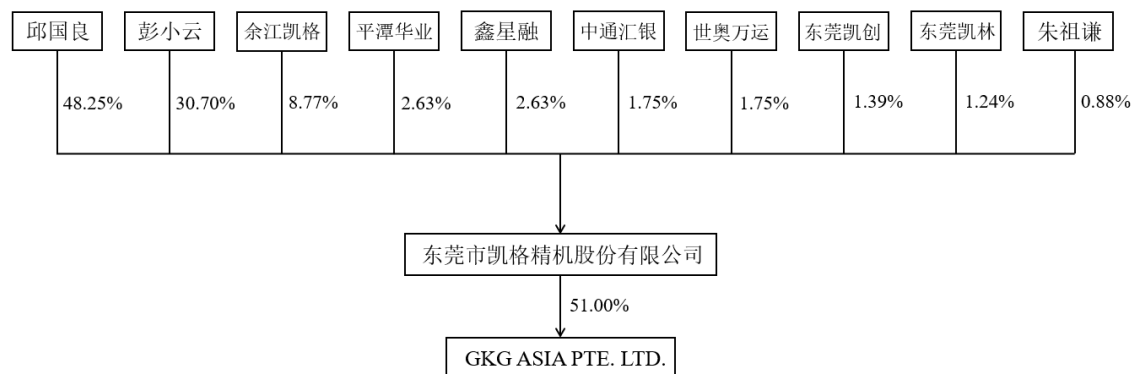 邱国良 彭小云 余江凯格 平潭华业 鑫星融 中通汇银 世奥万运 东莞凯创 东莞凯林 朱祖谦
48.25% 30.70% 8.77% 2.63% 2.63% 1.75% 1.75% 1.39% 1.24% 0.88%
东莞市凯格精机股份有限公司
51.00%
GKG ASIA PTE. LTD.